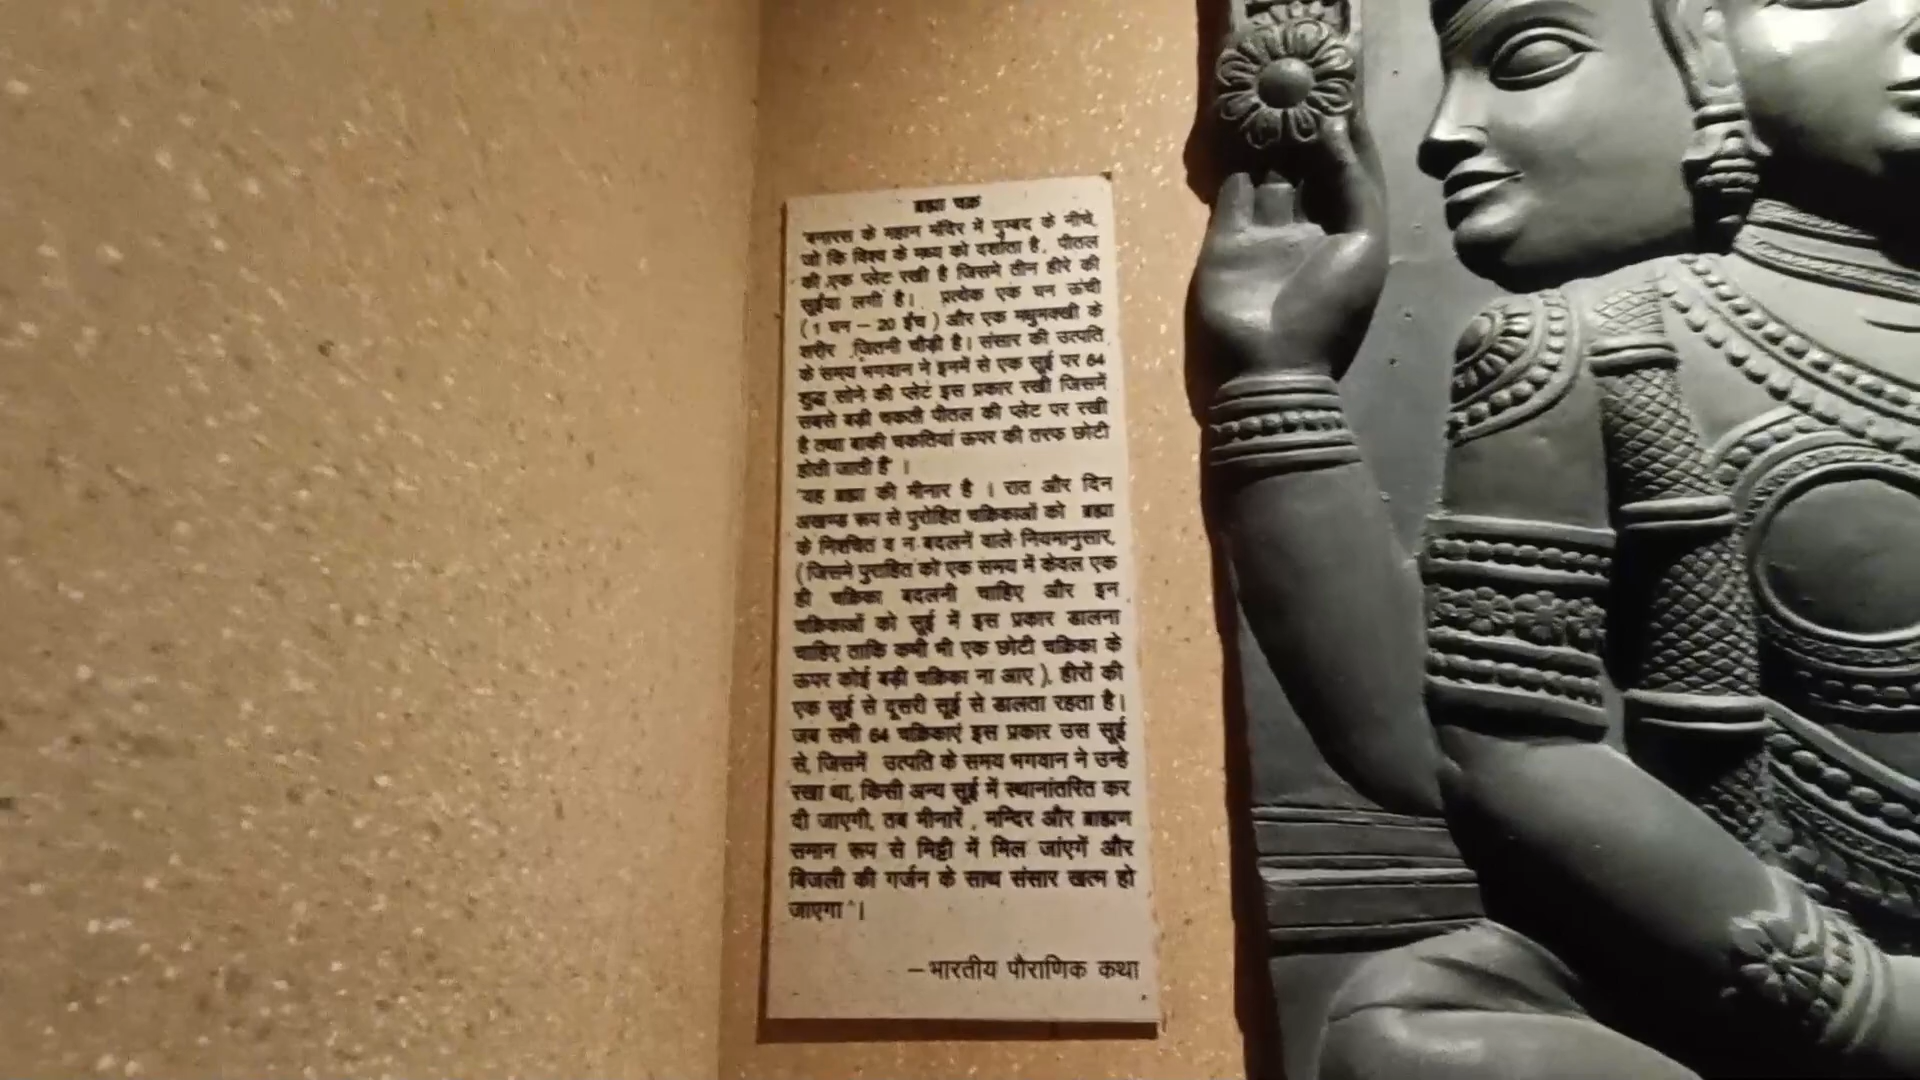 ब्रह्मा चक्र
'बनारस के महान मंदिर में गुम्बद के नीचे,
जो कि विश्व के मध्य को दर्शाता है, पीतल
की एक प्लेट रखी है जिसमे तीन हीरे की
सूईया लगी है। प्रत्येक एक घन ऊंची
(1 घन – 20 ईंच) और एक मधुमक्खी के
शरीर जितनी चौड़ी है। संसार की उत्पति
के समय भगवान ने इनमें से एक सूई पर 64
शुद्ध सोने की प्लेटं इस प्रकार रखी जिसमें
सबसे बड़ी चकती पीतल की प्लेट पर रखी
है तथा बाकी चकतियां ऊपर की तरफ छोटी
होती जाती हैं' ।
'यह ब्रह्मा की मीनार है । रात और दिन
अखण्ड रूप से पुरोहित चक्रिकाओं को ब्रह्मा
के निश्चित व न बदलनें वाले नियमानुसार,
(जिसमे पुराहित को एक समय में केवल एक
ही चक्रिका बदलनी चाहिए और इन
चक्रिकाओं को सूई में इस प्रकार डालना
चाहिए ताकि कभी भी एक छोटी चक्रिका के
ऊपर कोई बड़ी चक्रिका ना आए), हीरों की
एक सूई से दूसरी सूई से डालता रहता है।
जब सभी 64 चक्रिकाएं इस प्रकार उस सूई
से, जिसमें उत्पति के समय भगवान ने उन्हे
रखा था, किसी अन्य सूई में स्थानांतरित कर
दी जाएगी, तब मीनारें, मन्दिर और ब्राह्मण
समान रूप से मिट्टी में मिल जांएगें और
बिजली की गर्जन के साथ संसार खत्म हो
जाएगा'।
–भारतीय पौराणिक कथा